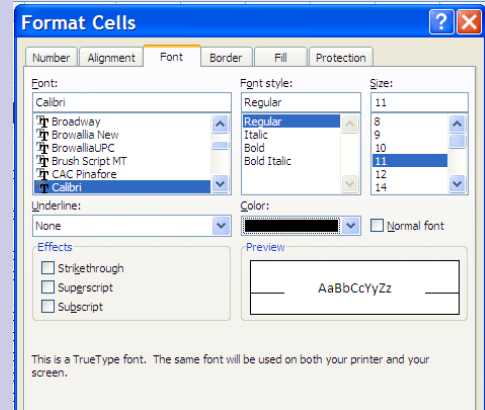 Format Cells
Number Alignment Font Border Fill Protection
Font: Font style: Size:
Calibri Regular 11
Broadway Regular 8
Browallia New Italic 9
BrowalliaUPC Bold 10
Brush Script MT Bold Italic 11
CAC Pinafore 12
Calibri 14
Underline: Color:
None Normal font
Effects Preview
Strikethrough
Superscript AaBbCcYyZz
Subscript
This is a TrueType font. The same font will be used on both your printer and your
screen.